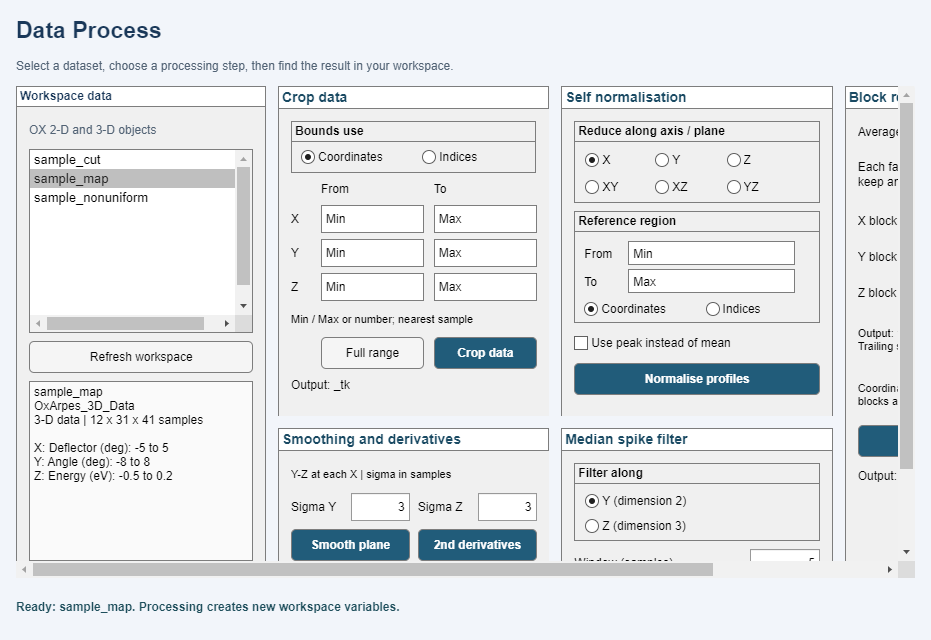 Data Process
Select a dataset, choose a processing step, then find the result in your workspace.
Workspace data
OX 2-D and 3-D objects
sample_cut
sample_map
sample_nonuniform
Refresh workspace
sample_map
OxArpes_3D_Data
3-D data | 12 x 31 x 41 samples
X: Deflector (deg): -5 to 5
Y: Angle (deg): -8 to 8
Z: Energy (eV): -0.5 to 0.2
Crop data
Bounds use
Coordinates Indices
From To
X Min Max
Y Min Max
Z Min Max
Min / Max or number; nearest sample
Full range Crop data
Output: _tk
Smoothing and derivatives
Y-Z at each X | sigma in samples
Sigma Y 3 Sigma Z 3
Smooth plane 2nd derivatives
Self normalisation
Reduce along axis / plane
X Y Z
XY XZ YZ
Reference region
From Min
To Max
Coordinates Indices
Use peak instead of mean
Normalise profiles
Median spike filter
Filter along
Y (dimension 2)
Z (dimension 3)
Window (samples) 5
Block
Average
Each
keep
X block
Y block
Z block
Output:
Trailing
blocks
Output:
Ready: sample_map. Processing creates new workspace variables.